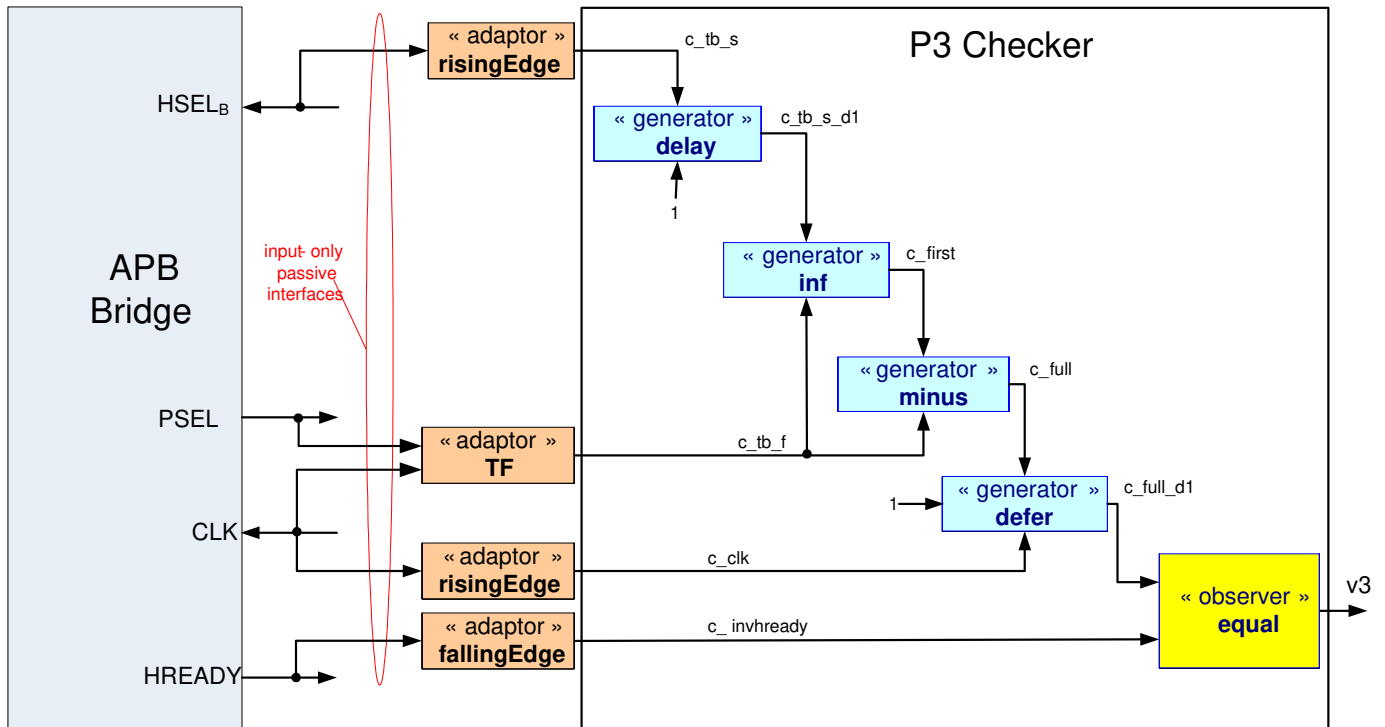 « adaptor »
risingEdge
c_tb_s
P3 Checker
HSELB
« generator »
delay
c_tb_s_d1
1
input- only
passive
interfaces
APB
Bridge
« generator »
inf
c_first
« generator »
minus
c_full
PSEL
« adaptor »
TF
c_tb_f
1
« generator »
defer
c_full_d1
CLK
« adaptor »
risingEdge
c_clk
« observer »
equal
v3
« adaptor »
fallingEdge
c_ invhready
HREADY